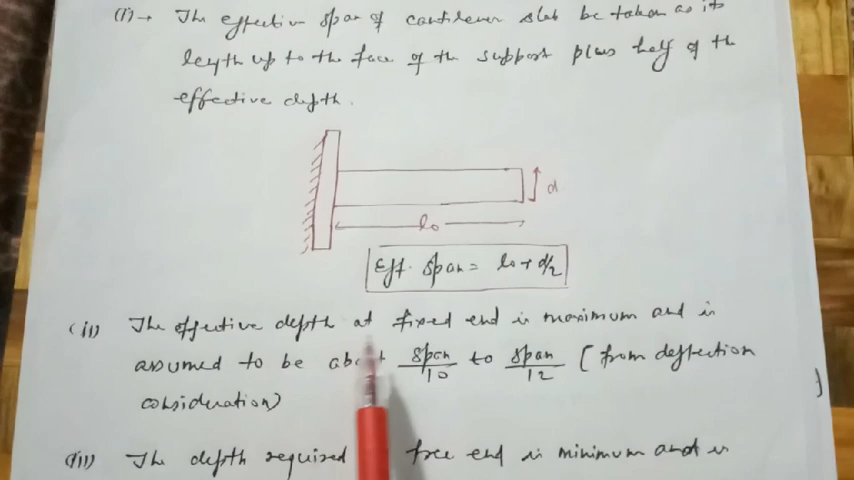 (i)→ The effective span of cantilever slab be taken as its
length up to the face of the support plus half of the
effective depth.
d
l₀
Eff. span = l₀ + d/2
(ii) The effective depth at fixed end is maximum and is
assumed to be about span/10 to span/12 [from deflection
consideration)
(iii) The depth required free end is minimum and is